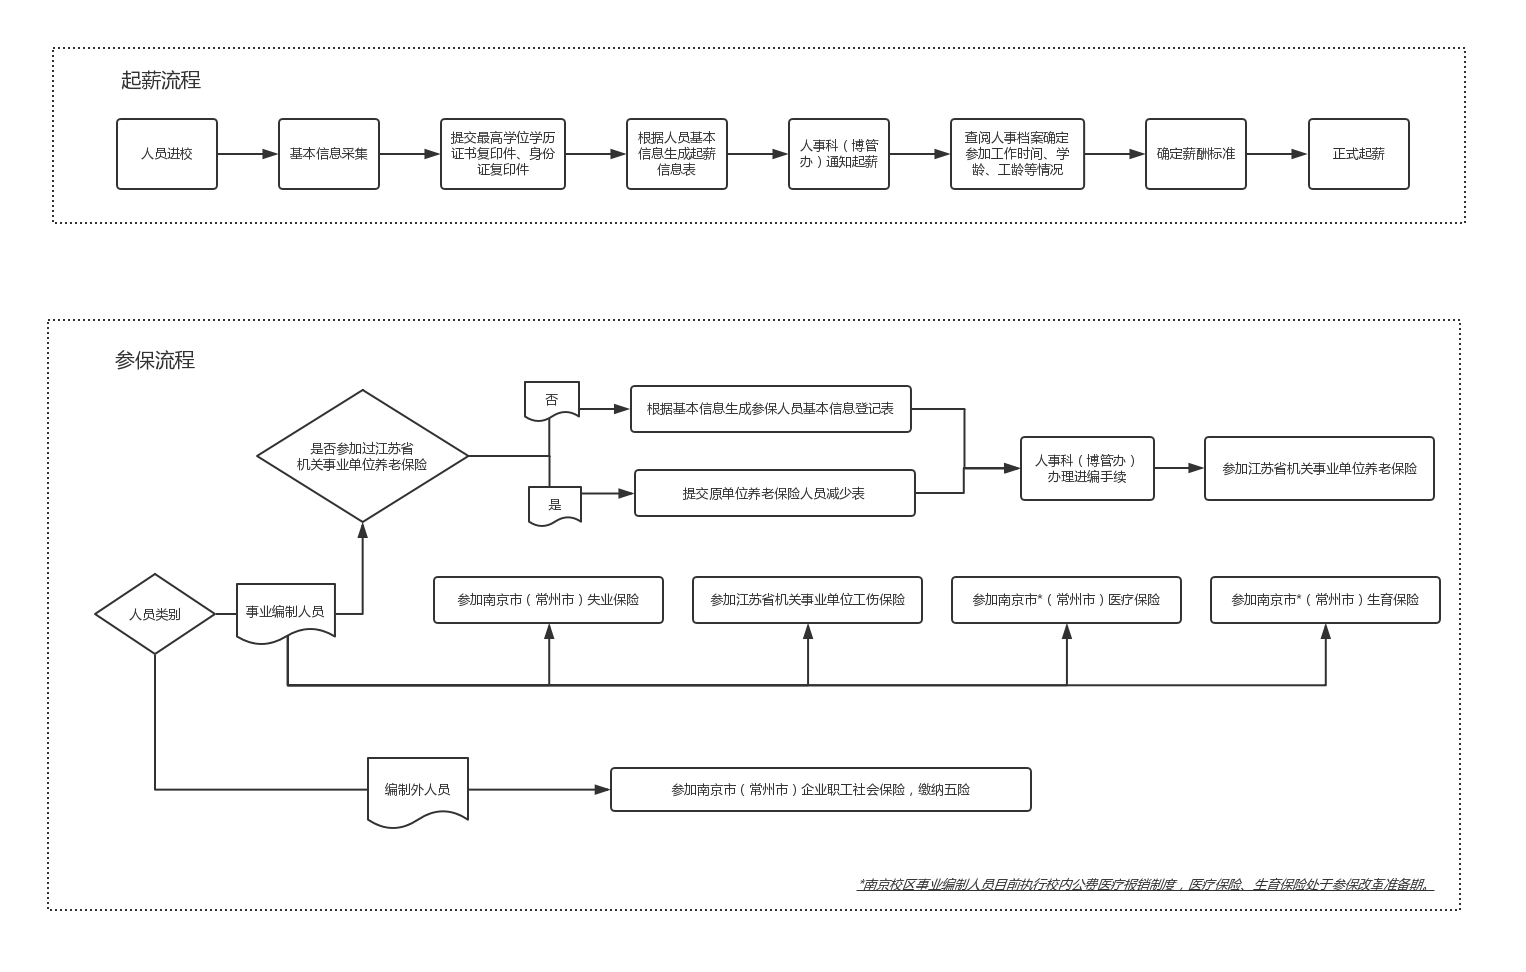 起薪流程
人员进校
基本信息采集
提交最高学位学历
证书复印件、身份
证复印件
根据人员基本
信息生成起薪
信息表
人事科（博管
办）通知起薪
查阅人事档案确定
参加工作时间、学
龄、工龄等情况
确定薪酬标准
正式起薪
参保流程
是否参加过江苏省
机关事业单位养老保险
否
根据基本信息生成参保人员基本信息登记表
是
提交原单位养老保险人员减少表
人事科（博管办）
办理进编手续
参加江苏省机关事业单位养老保险
人员类别
事业编制人员
参加南京市（常州市）失业保险
参加江苏省机关事业单位工伤保险
参加南京市*（常州市）医疗保险
参加南京市*（常州市）生育保险
编制外人员
参加南京市（常州市）企业职工社会保险，缴纳五险
*南京校区事业编制人员目前执行校内公费医疗报销制度，医疗保险、生育保险处于参保改革准备期。